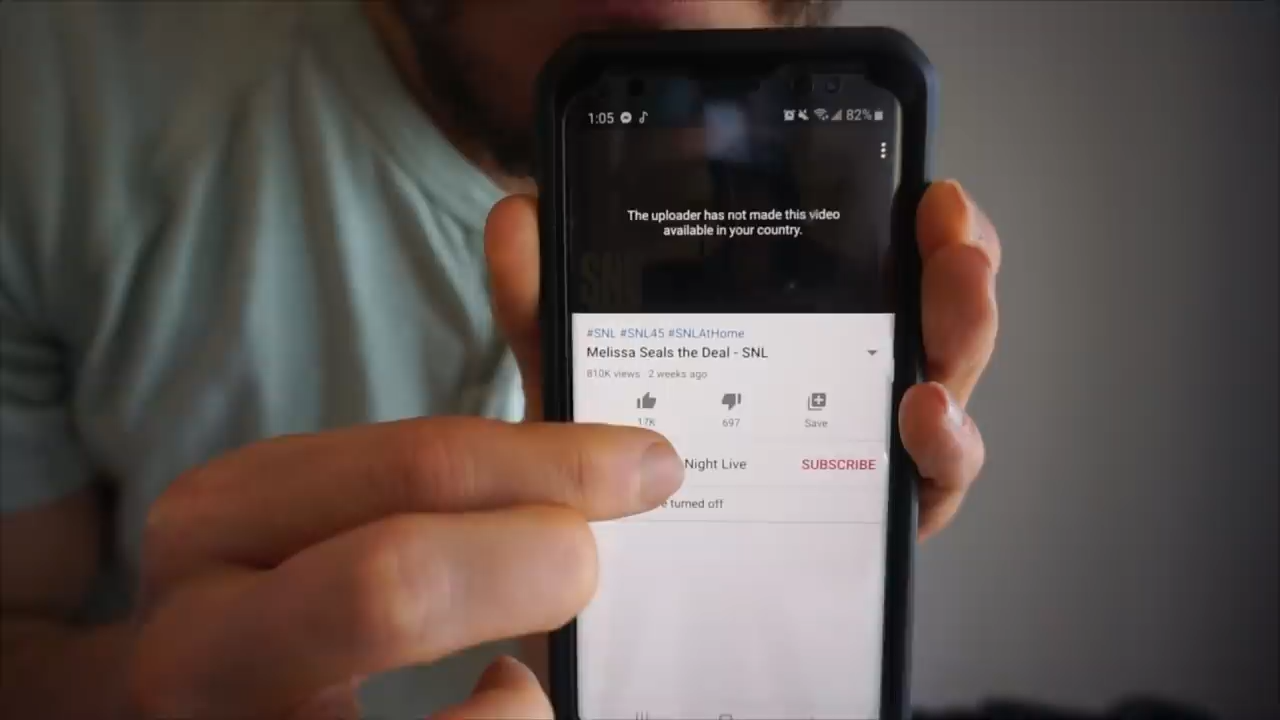 1:05 82%
The uploader has not made this video
available in your country.
SNL
#SNL #SNL45 #SNLAtHome
Melissa Seals the Deal - SNL
810K views 2 weeks ago
17K 697 Save
Night Live SUBSCRIBE
turned off